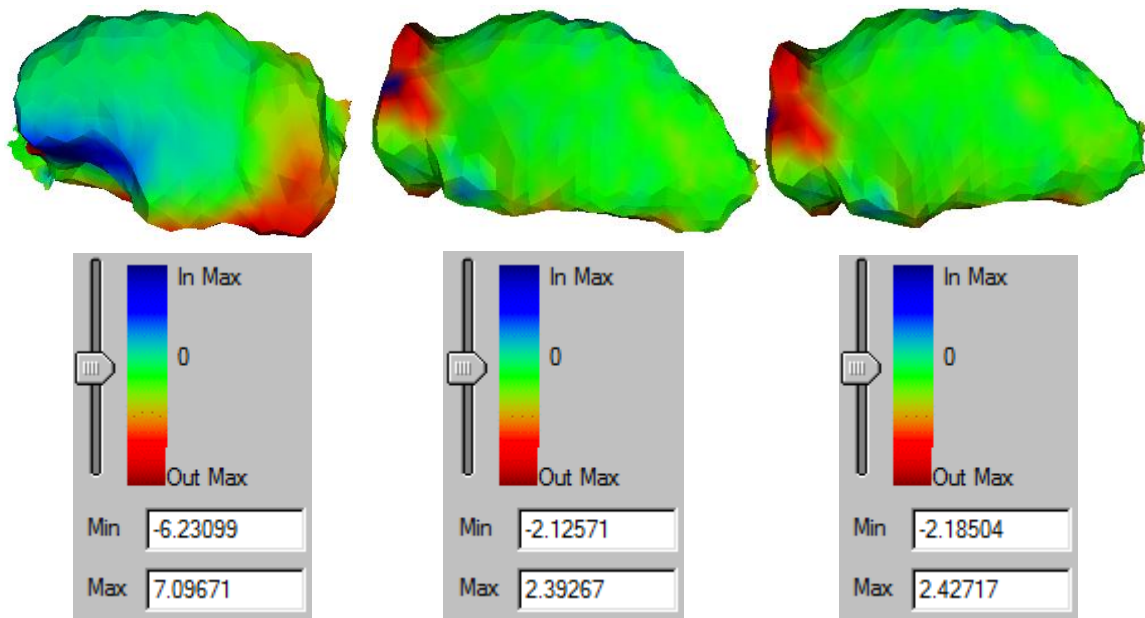 In Max
0
Out Max
Min -6.23099
Max 7.09671
In Max
0
Out Max
Min -2.12571
Max 2.39267
In Max
0
Out Max
Min -2.18504
Max 2.42717